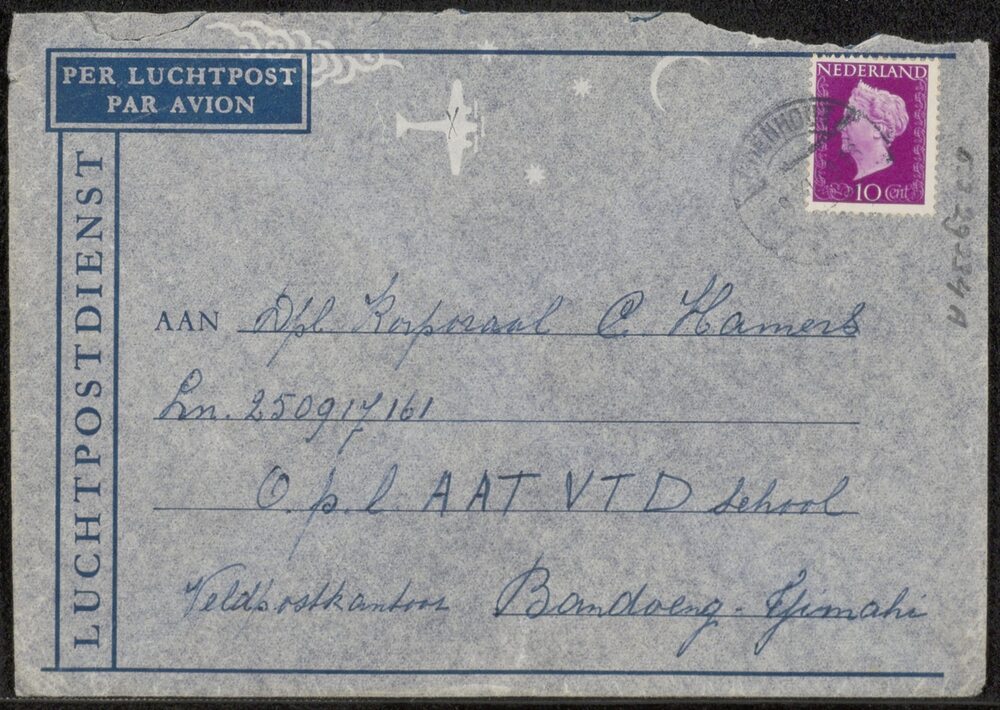 PER LUCHTPOST
PAR AVION
LUCHTPOSTDIENST
NEDERLAND
10 Cent
AAN Dpl. Korporaal C. Hamers
Ln. 250917161
O.p.l. AAT VTD School
Veldpostkantoor Bandoeng-Tjimahi